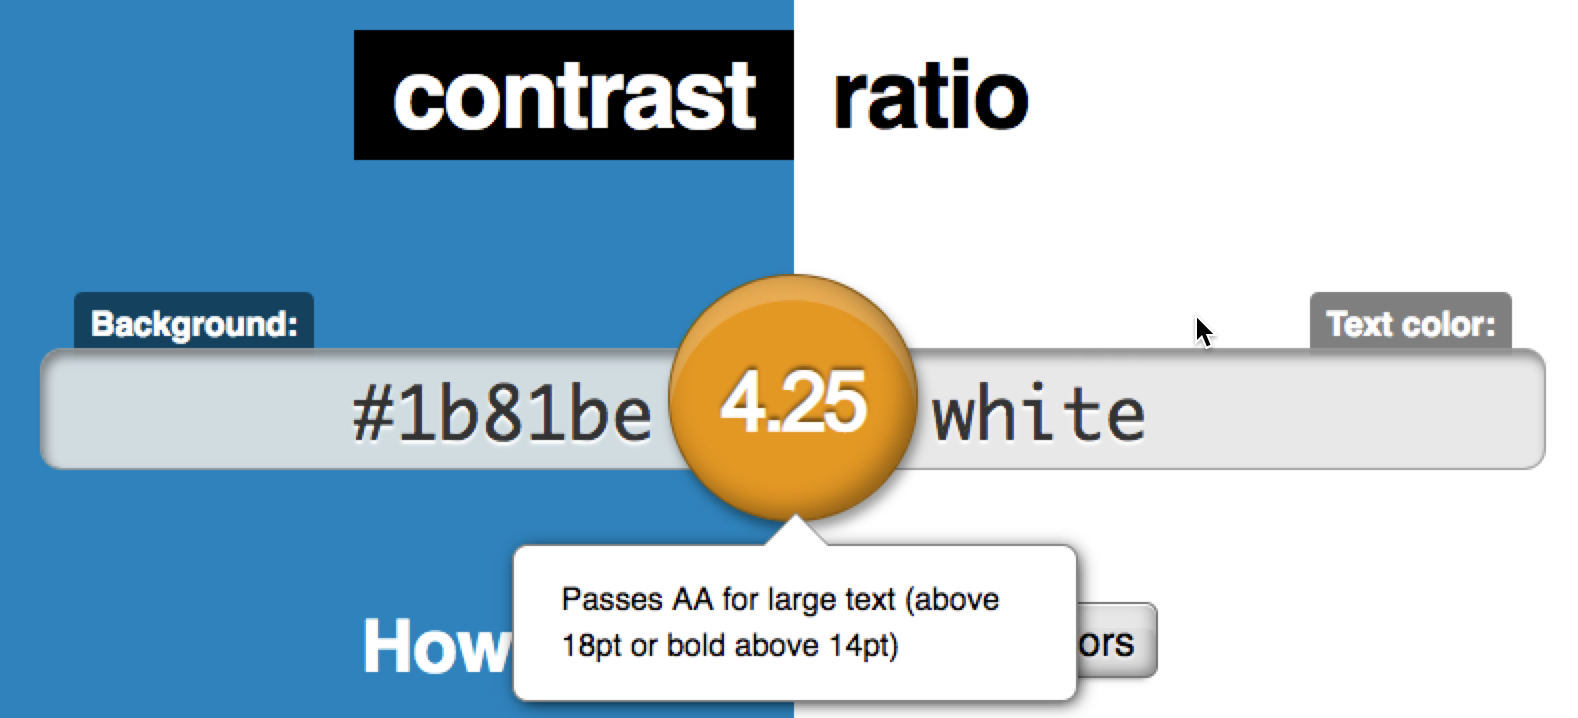 contrast ratio
Background:
Text color:
#1b81be 4.25 white
Passes AA for large text (above
18pt or bold above 14pt)
How
ors